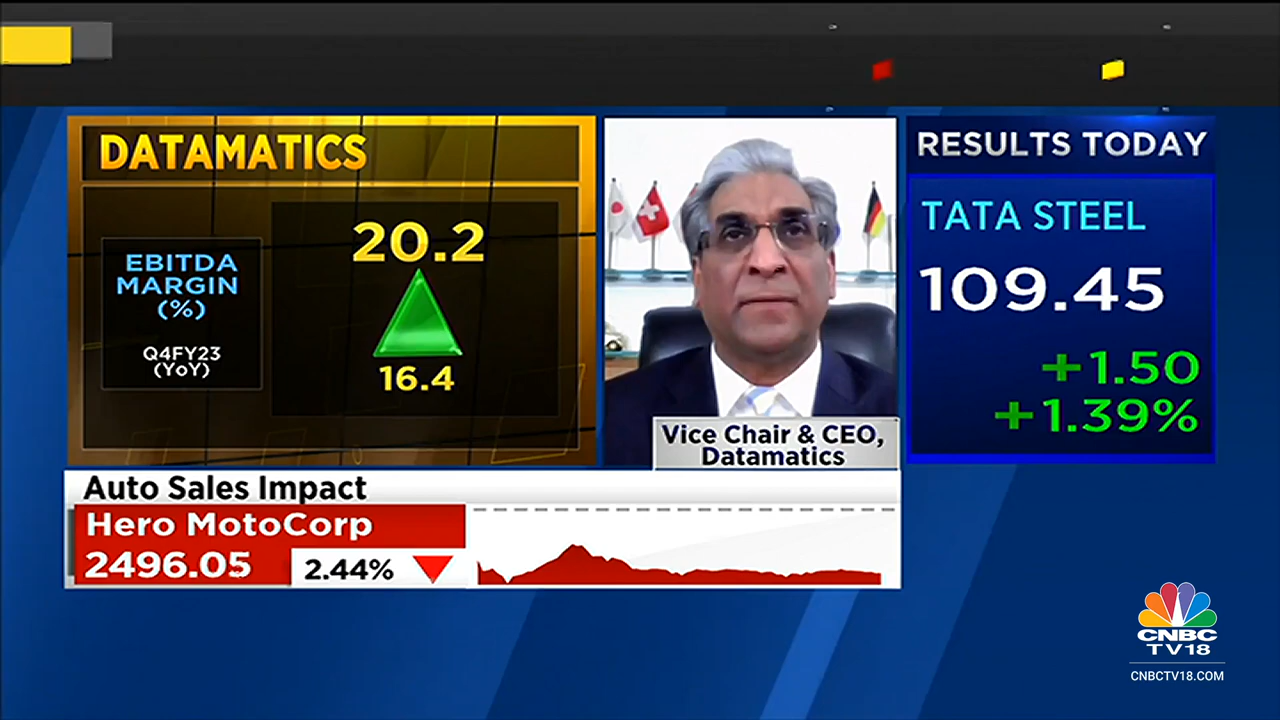 DATAMATICS
EBITDA
MARGIN
(%)
Q4FY23
(YoY)
20.2
16.4
Vice Chair & CEO,
Datamatics
RESULTS TODAY
TATA STEEL
109.45
+1.50
+1.39%
Auto Sales Impact
Hero MotoCorp
2496.05
2.44%
CNBC
TV18
CNBCTV18.COM